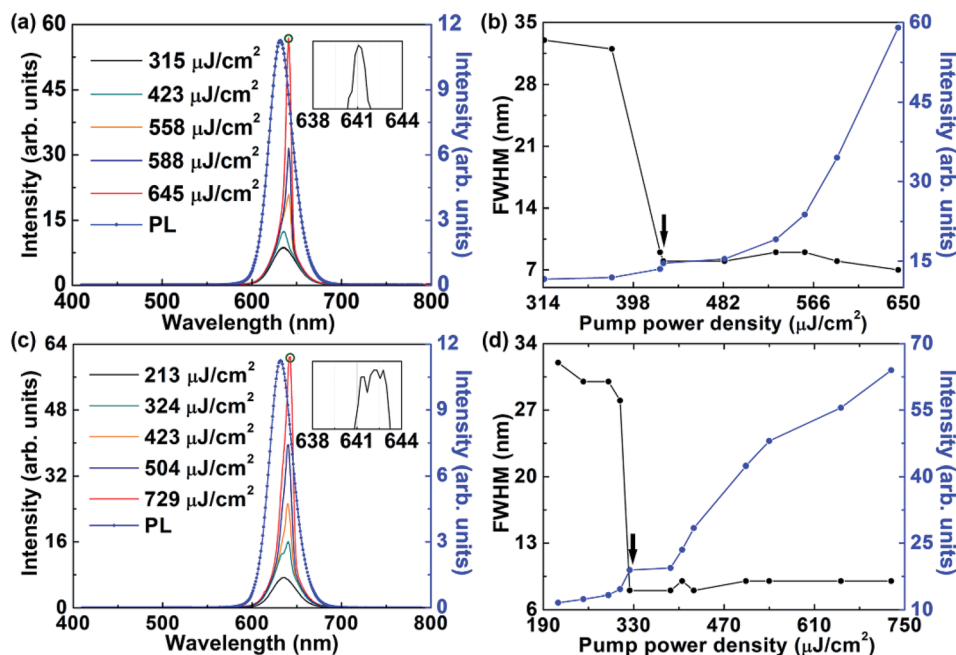 (a)
60
45
30
15
0
Intensity (arb. units)
315 μJ/cm²
423 μJ/cm²
558 μJ/cm²
588 μJ/cm²
645 μJ/cm²
PL
638 641 644
12
9
6
3
0
Intensity (arb. units)
400 500 600 700 800
Wavelength (nm)
(b)
35
28
21
14
7
FWHM (nm)
60
45
30
15
Intensity (arb. units)
314 398 482 566 650
Pump power density (μJ/cm²)
(c)
64
48
32
16
0
Intensity (arb. units)
213 μJ/cm²
324 μJ/cm²
423 μJ/cm²
504 μJ/cm²
729 μJ/cm²
PL
638 641 644
12
9
6
3
0
Intensity (arb. units)
400 500 600 700 800
Wavelength (nm)
(d)
34
27
20
13
6
FWHM (nm)
70
55
40
25
10
Intensity (arb. units)
190 330 470 610 750
Pump power density (μJ/cm²)